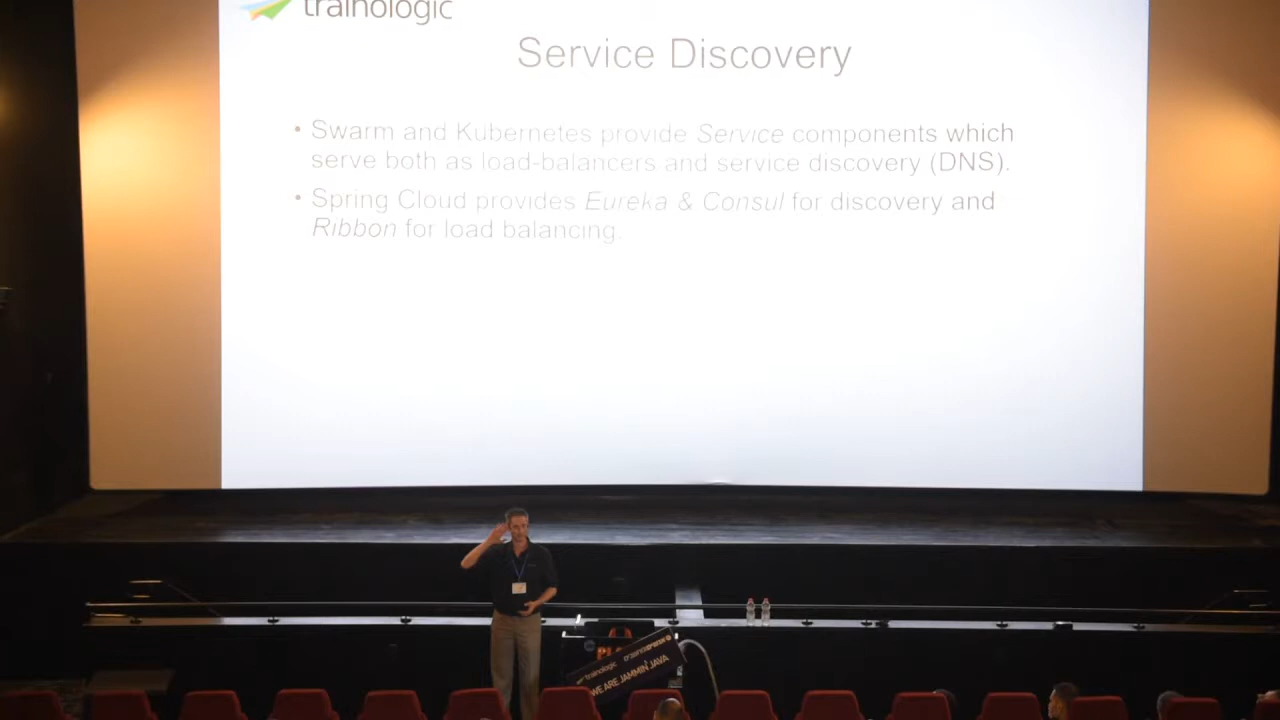 trainologic
Service Discovery
• Swarm and Kubernetes provide Service components which
serve both as load-balancers and service discovery (DNS).
• Spring Cloud provides Eureka & Consul for discovery and
Ribbon for load balancing.
trainologic
WE ARE JAMMIN' JAVA